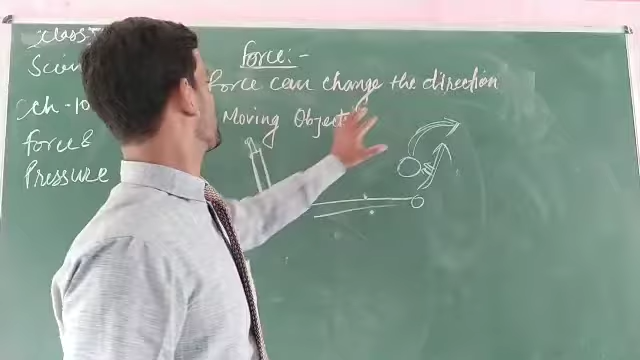 class
Scien
Ch-10
Force &
Pressure
Force:-
Force can change the direction
Moving Object